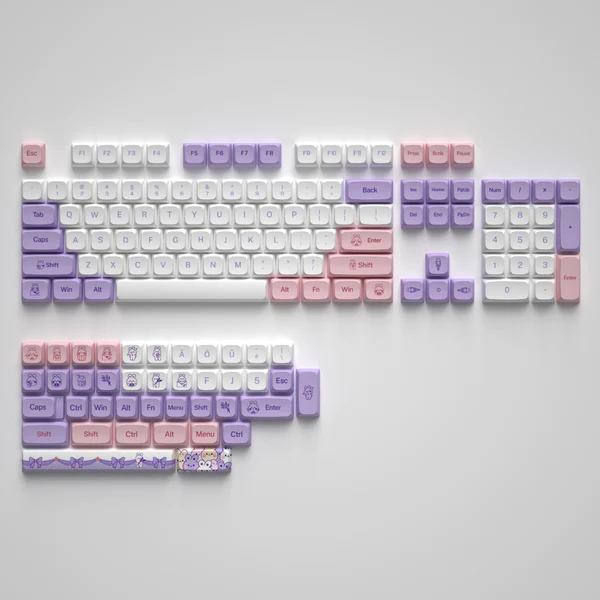 Esc F1 F2 F3 F4 F5 F6 F7 F8 F9 F10 F11 F12 Prnc Scrls Pause
Back Ins Home PgUp Num / x -
Tab Q W E R T Y U I O P Del End PgDn 7 8 9 +
Caps A S D F G H J K L Enter 4 5 6
Shift Z X C V B N M Shift 1 2 3 Enter
Win Alt Alt Fn Win 0
Ä Ö Ü
F J 5 Esc
Caps Ctrl Win Alt Fn Menu Shift Enter
Shift Shift Ctrl Alt Menu Ctrl